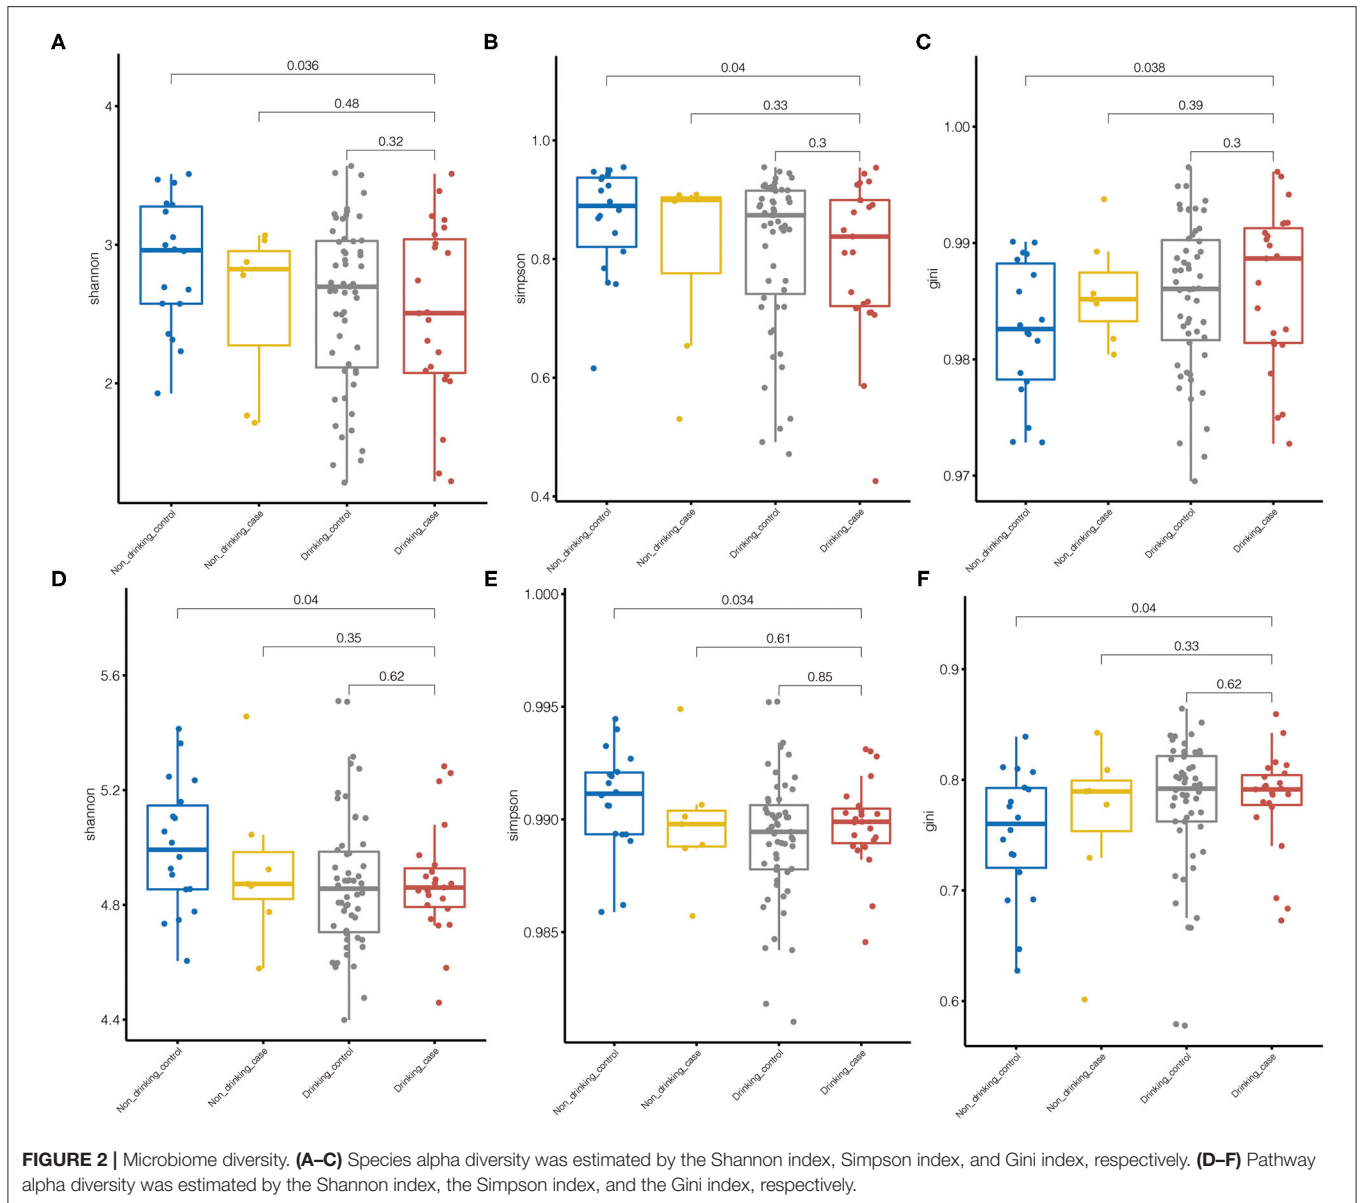 A
0.036
0.48
0.32
4
3
2
shannon
Non_drinking_control
Non_drinking_case
Drinking_control
Drinking_case
B
0.04
0.33
0.3
1.0
0.8
0.6
0.4
simpson
Non_drinking_control
Non_drinking_case
Drinking_control
Drinking_case
C
0.038
0.39
0.3
1.00
0.99
0.98
0.97
gini
Non_drinking_control
Non_drinking_case
Drinking_control
Drinking_case
D
0.04
0.35
0.62
5.6
5.2
4.8
4.4
shannon
Non_drinking_control
Non_drinking_case
Drinking_control
Drinking_case
E
0.034
0.61
0.85
1.000
0.995
0.990
0.985
simpson
Non_drinking_control
Non_drinking_case
Drinking_control
Drinking_case
F
0.04
0.33
0.62
0.9
0.8
0.7
0.6
gini
Non_drinking_control
Non_drinking_case
Drinking_control
Drinking_case
FIGURE 2 | Microbiome diversity. (A–C) Species alpha diversity was estimated by the Shannon index, Simpson index, and Gini index, respectively. (D–F) Pathway
alpha diversity was estimated by the Shannon index, the Simpson index, and the Gini index, respectively.